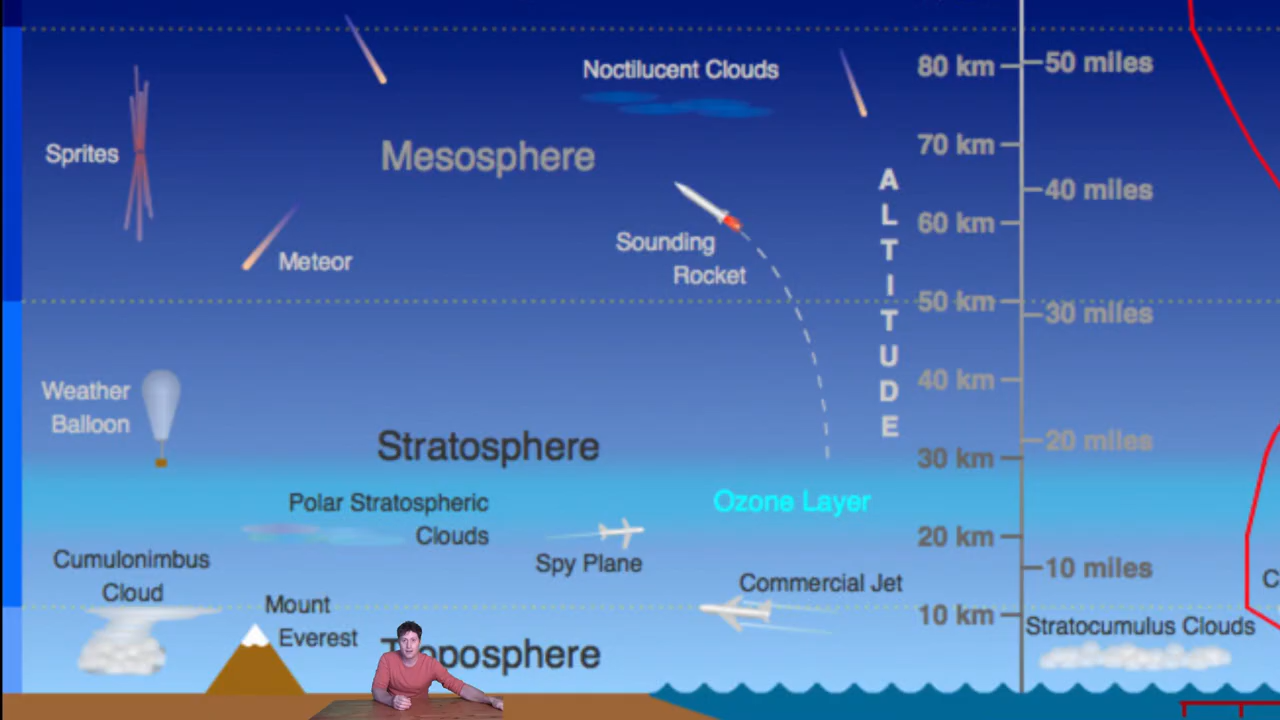 Noctilucent Clouds
80 km
50 miles
Sprites
Mesosphere
70 km
ALTITUDE
40 miles
60 km
Sounding
Rocket
Meteor
50 km
30 miles
Weather
Balloon
40 km
Stratosphere
20 miles
30 km
Polar Stratospheric
Clouds
Ozone Layer
20 km
Spy Plane
Cumulonimbus
Cloud
10 miles
Commercial Jet
Mount
Everest
10 km
Stratocumulus Clouds
C